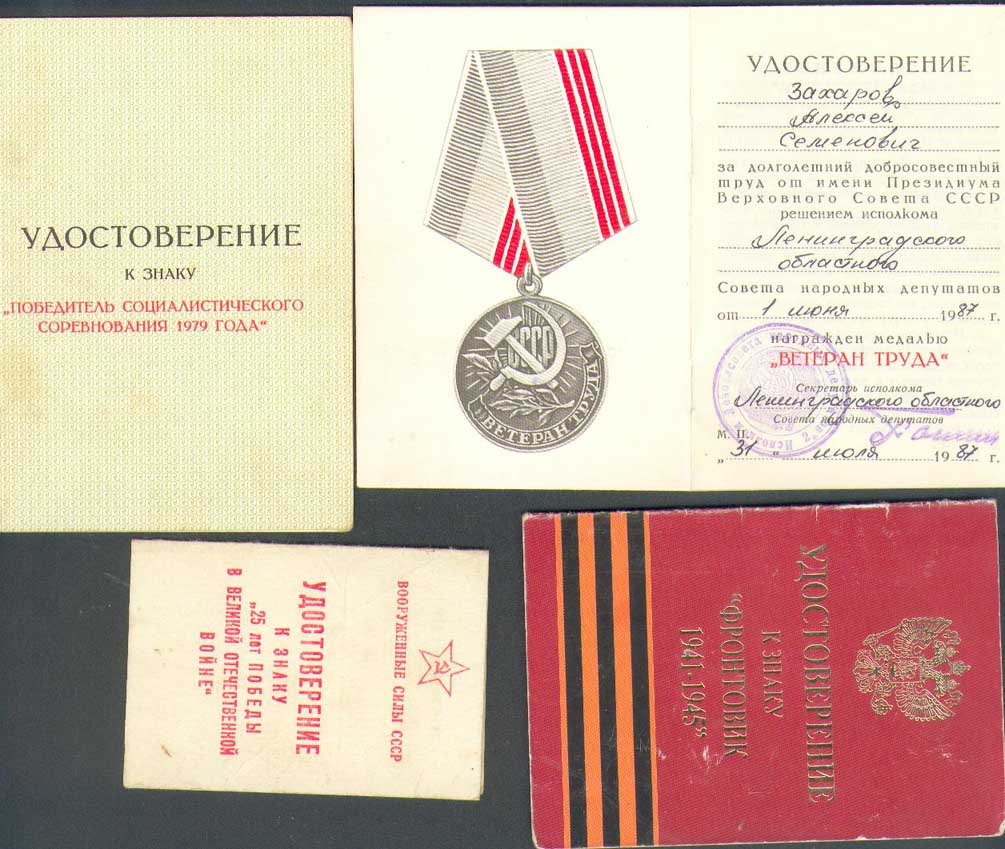 УДОСТОВЕРЕНИЕ
К ЗНАКУ
„ПОБЕДИТЕЛЬ СОЦИАЛИСТИЧЕСКОГО
СОРЕВНОВАНИЯ 1979 ГОДА“
СССР
ВЕТЕРАН ТРУДА
УДОСТОВЕРЕНИЕ
Захаров
Алексей
Семенович
за долголетний добросовестный
труд от имени Президиума
Верховного Совета СССР
решением исполкома
Ленинградского
областного
Совета народных депутатов
от 1 июня 1987 г.
награжден медалью
„ВЕТЕРАН ТРУДА“
Секретарь исполкома
Ленинградского областного
Совета народных депутатов
М. П.
„31“ июля 1987 г.
ВООРУЖЕННЫЕ СИЛЫ СССР
УДОСТОВЕРЕНИЕ
К ЗНАКУ
„25 лет ПОБЕДЫ
В ВЕЛИКОЙ ОТЕЧЕСТВЕННОЙ
ВОЙНЕ“
УДОСТОВЕРЕНИЕ
К ЗНАКУ
“ФРОНТОВИК
1941-1945”